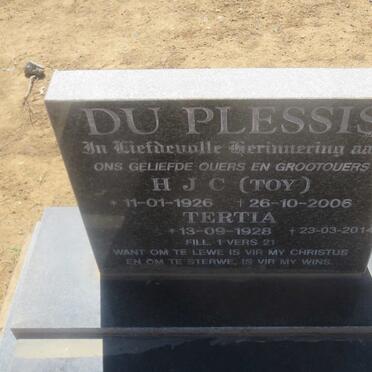 DU PLESSIS
In Liefdevolle Herinnering aan
ONS GELIEFDE OUERS EN GROOTOUERS
H J C (TOY)
* 11-01-1926 + 26-10-2006
TERTIA
* 13-09-1928 + 23-03-2014
FILL. 1 VERS 21
WANT OM TE LEWE IS VIR MY CHRISTUS
EN OM TE STERWE, IS VIR MY WINS.